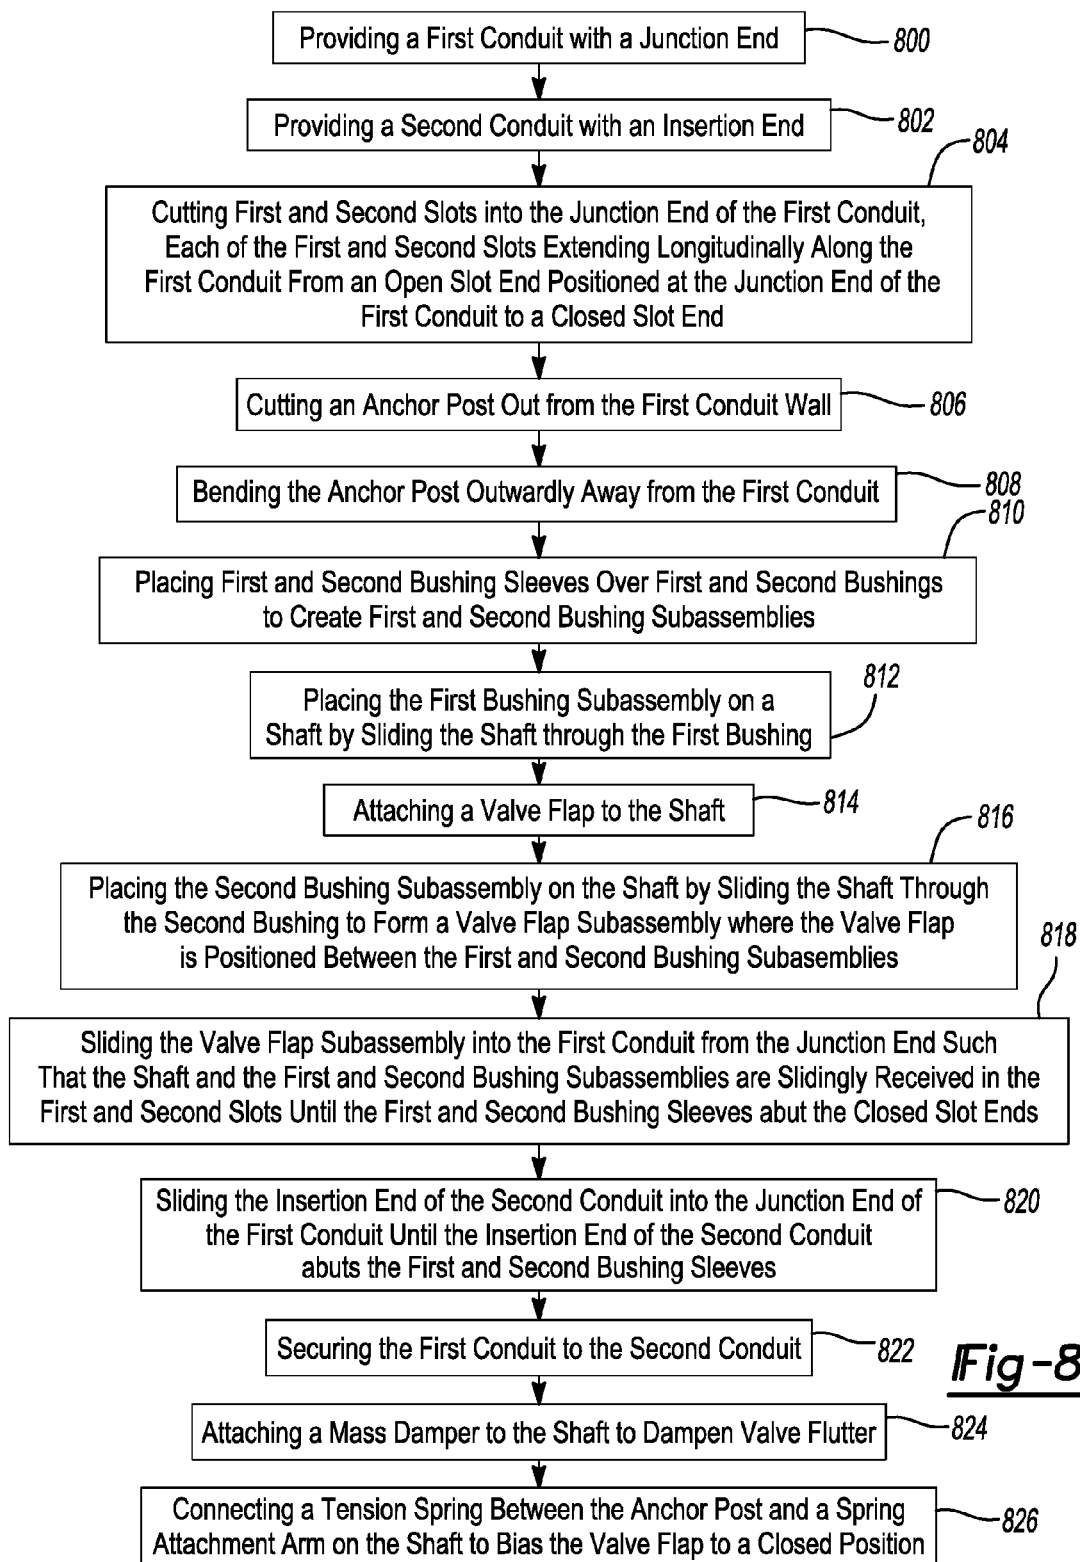 Providing a First Conduit with a Junction End
800
Providing a Second Conduit with an Insertion End
802
804
Cutting First and Second Slots into the Junction End of the First Conduit,
Each of the First and Second Slots Extending Longitudinally Along the
First Conduit From an Open Slot End Positioned at the Junction End of the
First Conduit to a Closed Slot End
Cutting an Anchor Post Out from the First Conduit Wall
806
Bending the Anchor Post Outwardly Away from the First Conduit
808
810
Placing First and Second Bushing Sleeves Over First and Second Bushings
to Create First and Second Bushing Subassemblies
812
Placing the First Bushing Subassembly on a
Shaft by Sliding the Shaft through the First Bushing
Attaching a Valve Flap to the Shaft
814
816
Placing the Second Bushing Subassembly on the Shaft by Sliding the Shaft Through
the Second Bushing to Form a Valve Flap Subassembly where the Valve Flap
is Positioned Between the First and Second Bushing Subasemblies
818
Sliding the Valve Flap Subassembly into the First Conduit from the Junction End Such
That the Shaft and the First and Second Bushing Subassemblies are Slidingly Received in the
First and Second Slots Until the First and Second Bushing Sleeves abut the Closed Slot Ends
Sliding the Insertion End of the Second Conduit into the Junction End of
the First Conduit Until the Insertion End of the Second Conduit
abuts the First and Second Bushing Sleeves
820
Securing the First Conduit to the Second Conduit
822
Fig-8
Attaching a Mass Damper to the Shaft to Dampen Valve Flutter
824
Connecting a Tension Spring Between the Anchor Post and a Spring
Attachment Arm on the Shaft to Bias the Valve Flap to a Closed Position
826